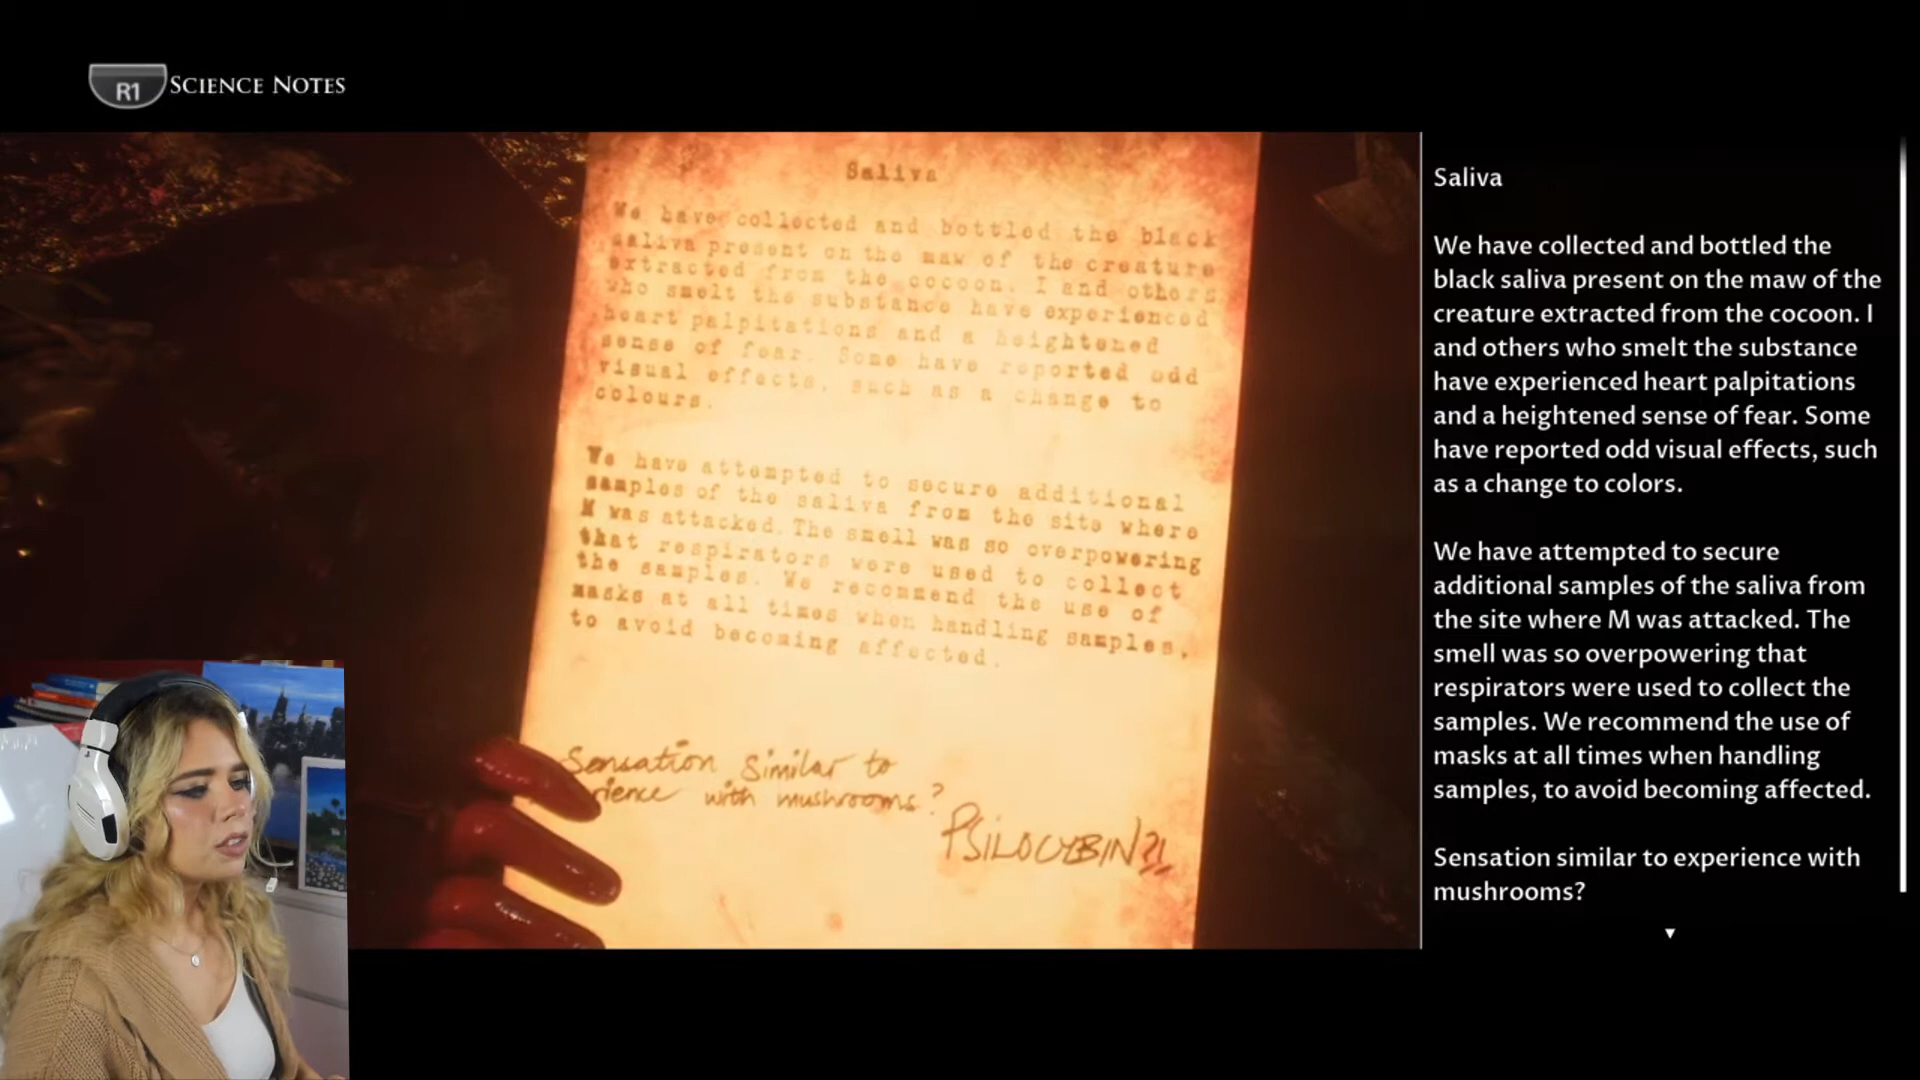 R1 SCIENCE NOTES
Saliva
We have collected and bottled the black
saliva present on the maw of the creature
extracted from the cocoon. I and others
who smelt the substance have experienced
heart palpitations and a heightened
sense of fear. Some have reported odd
visual effects, such as a change to
colours.
We have attempted to secure additional
samples of the saliva from the site where
M was attacked. The smell was so overpowering
that respirators were used to collect
the samples. We recommend the use of
masks at all times when handling samples,
to avoid becoming affected.
Sensation similar to
rience with mushrooms?
PSILOCYBIN?!
Saliva
We have collected and bottled the
black saliva present on the maw of the
creature extracted from the cocoon. I
and others who smelt the substance
have experienced heart palpitations
and a heightened sense of fear. Some
have reported odd visual effects, such
as a change to colors.
We have attempted to secure
additional samples of the saliva from
the site where M was attacked. The
smell was so overpowering that
respirators were used to collect the
samples. We recommend the use of
masks at all times when handling
samples, to avoid becoming affected.
Sensation similar to experience with
mushrooms?